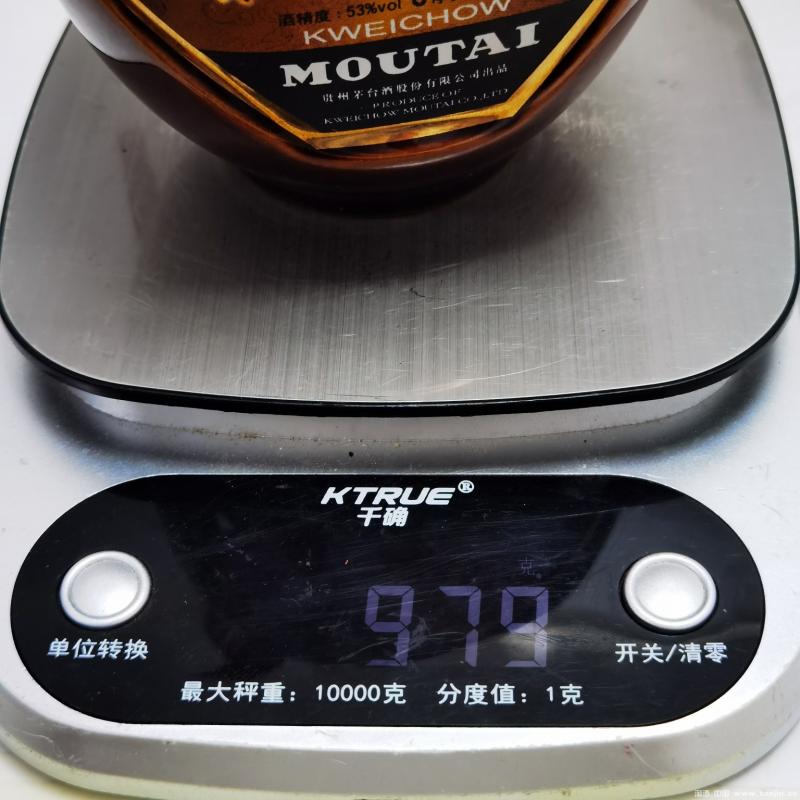 酒精度：53%vol
KWEICHOW
MOUTAI
贵州茅台酒股份有限公司出品
PRODUCE OF
KWEICHOW MOUTAI CO.,LTD
KTRUE®
千确
克
979
单位转换
开关/清零
最大秤重：10000克 分度值：1克